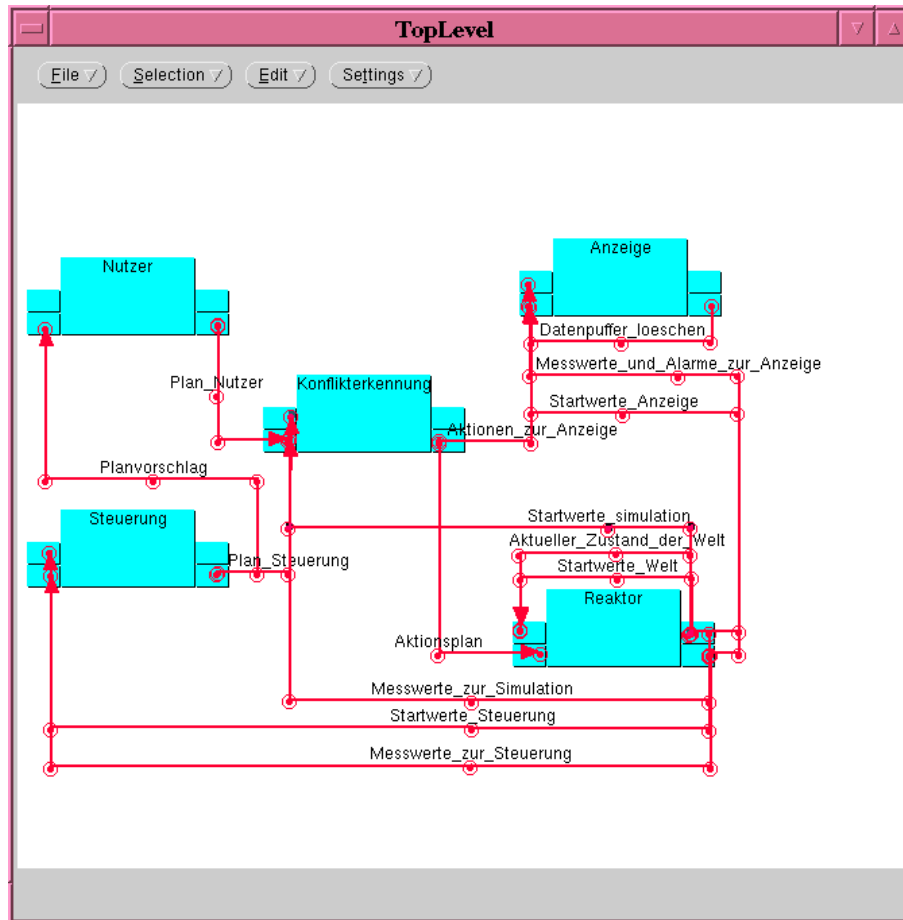 TopLevel
File Selection Edit Settings
Anzeige
Nutzer
Datenpuffer_loeschen
Messwerte_und_Alarme_zur_Anzeige
Plan_Nutzer
Konflikterkennung
Startwerte_Anzeige
Aktionen_zur_Anzeige
Planvorschlag
Steuerung
Startwerte_simulation
Aktueller_Zustand_der_Welt
Plan_Steuerung
Startwerte_Welt
Reaktor
Aktionsplan
Messwerte_zur_Simulation
Startwerte_Steuerung
Messwerte_zur_Steuerung